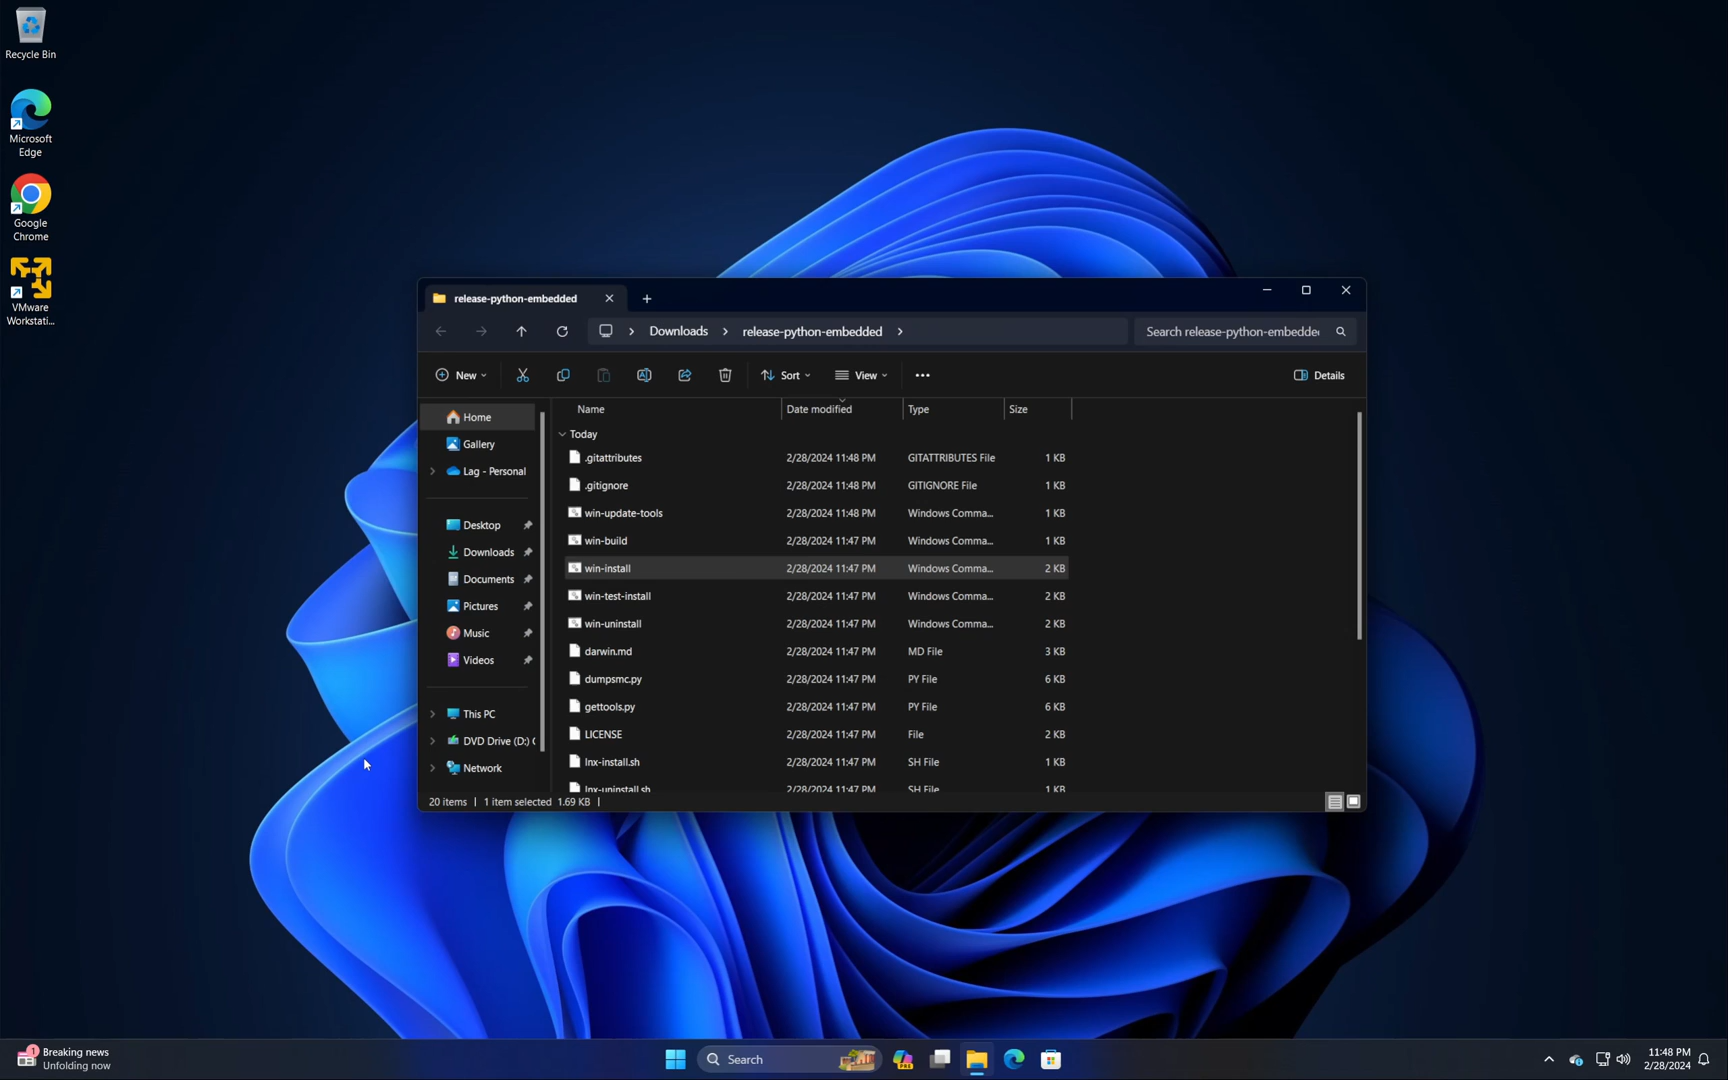 Recycle Bin
Microsoft
Edge
Google
Chrome
VMware
Workstati...
release-python-embedded
Downloads
release-python-embedded
Search release-python-embedde
New
Sort
View
Details
Home
Gallery
Lag - Personal
Desktop
Downloads
Documents
Pictures
Music
Videos
This PC
DVD Drive (D:)
Network
Name Date modified Type Size
Today
.gitattributes 2/28/2024 11:48 PM GITATTRIBUTES File 1 KB
.gitignore 2/28/2024 11:48 PM GITIGNORE File 1 KB
win-update-tools 2/28/2024 11:48 PM Windows Comma... 1 KB
win-build 2/28/2024 11:47 PM Windows Comma... 1 KB
win-install 2/28/2024 11:47 PM Windows Comma... 2 KB
win-test-install 2/28/2024 11:47 PM Windows Comma... 2 KB
win-uninstall 2/28/2024 11:47 PM Windows Comma... 2 KB
darwin.md 2/28/2024 11:47 PM MD File 3 KB
dumpsmc.py 2/28/2024 11:47 PM PY File 6 KB
gettools.py 2/28/2024 11:47 PM PY File 6 KB
LICENSE 2/28/2024 11:47 PM File 2 KB
lnx-install.sh 2/28/2024 11:47 PM SH File 1 KB
lnx-uninstall.sh 2/28/2024 11:47 PM SH File 1 KB
20 items 1 item selected 1.69 KB
1
Breaking news
Unfolding now
Search
PRE
11:48 PM
2/28/2024